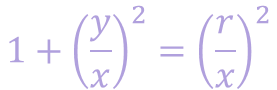 1 + (y/x)² = (r/x)²